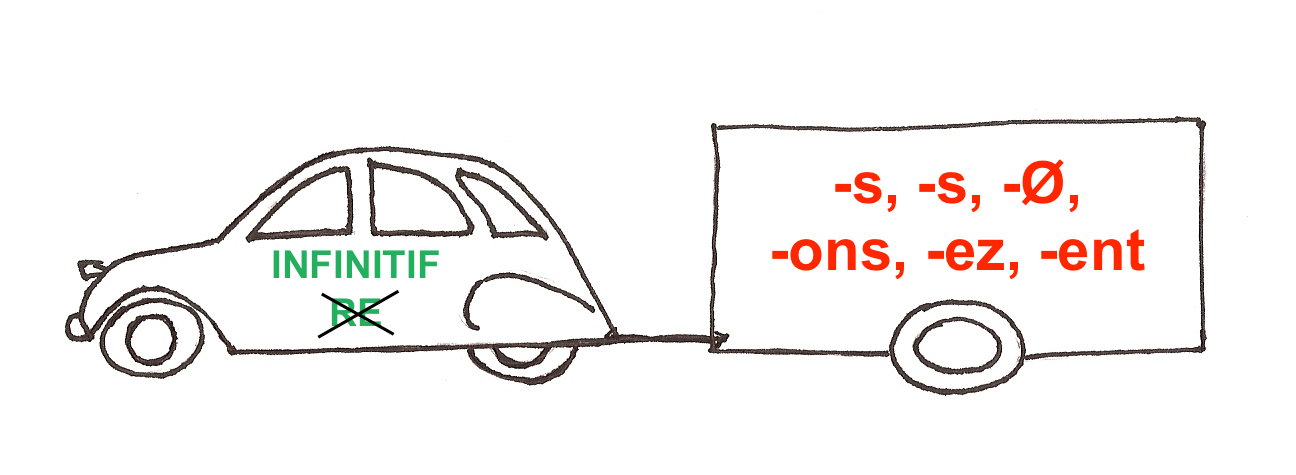 INFINITIF
RE
-s, -s, -Ø,
-ons, -ez, -ent